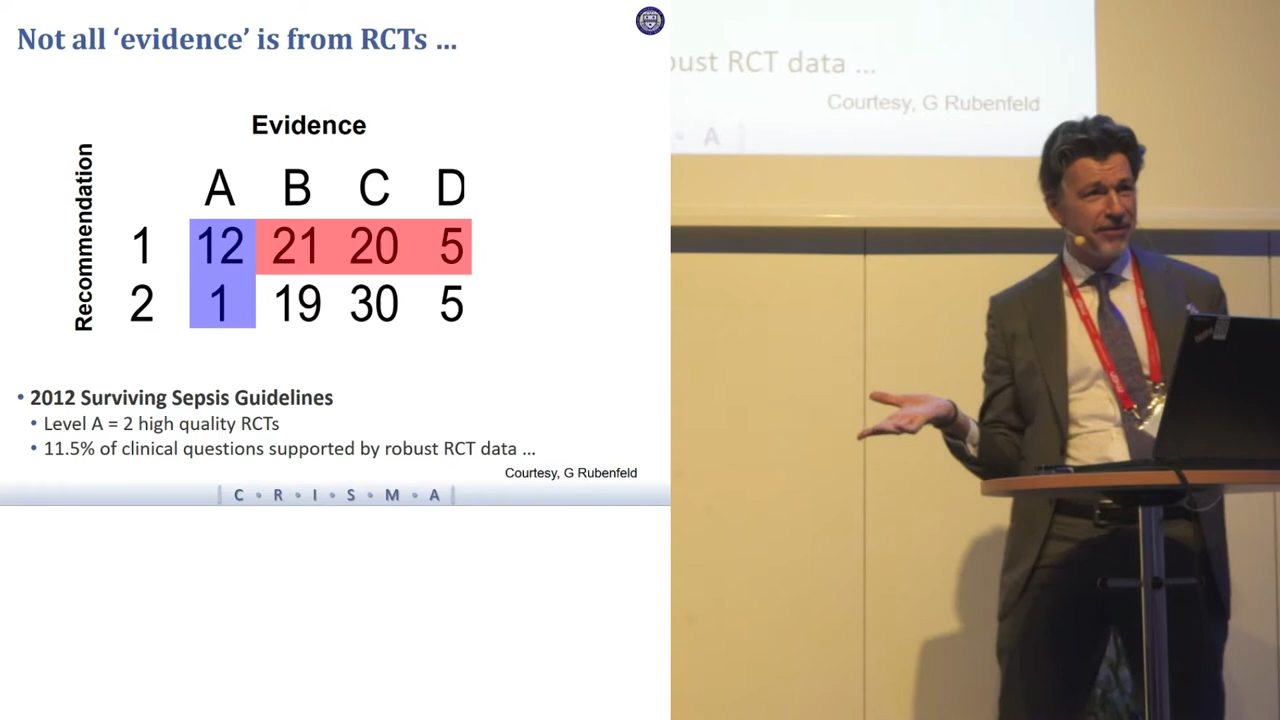 Not all ‘evidence’ is from RCTs …
Evidence
Recommendation
A B C D
1 12 21 20 5
2 1 19 30 5
• 2012 Surviving Sepsis Guidelines
• Level A = 2 high quality RCTs
• 11.5% of clinical questions supported by robust RCT data …
Courtesy, G Rubenfeld
C R I S M A
RCT data …
Courtesy, G Rubenfeld
A